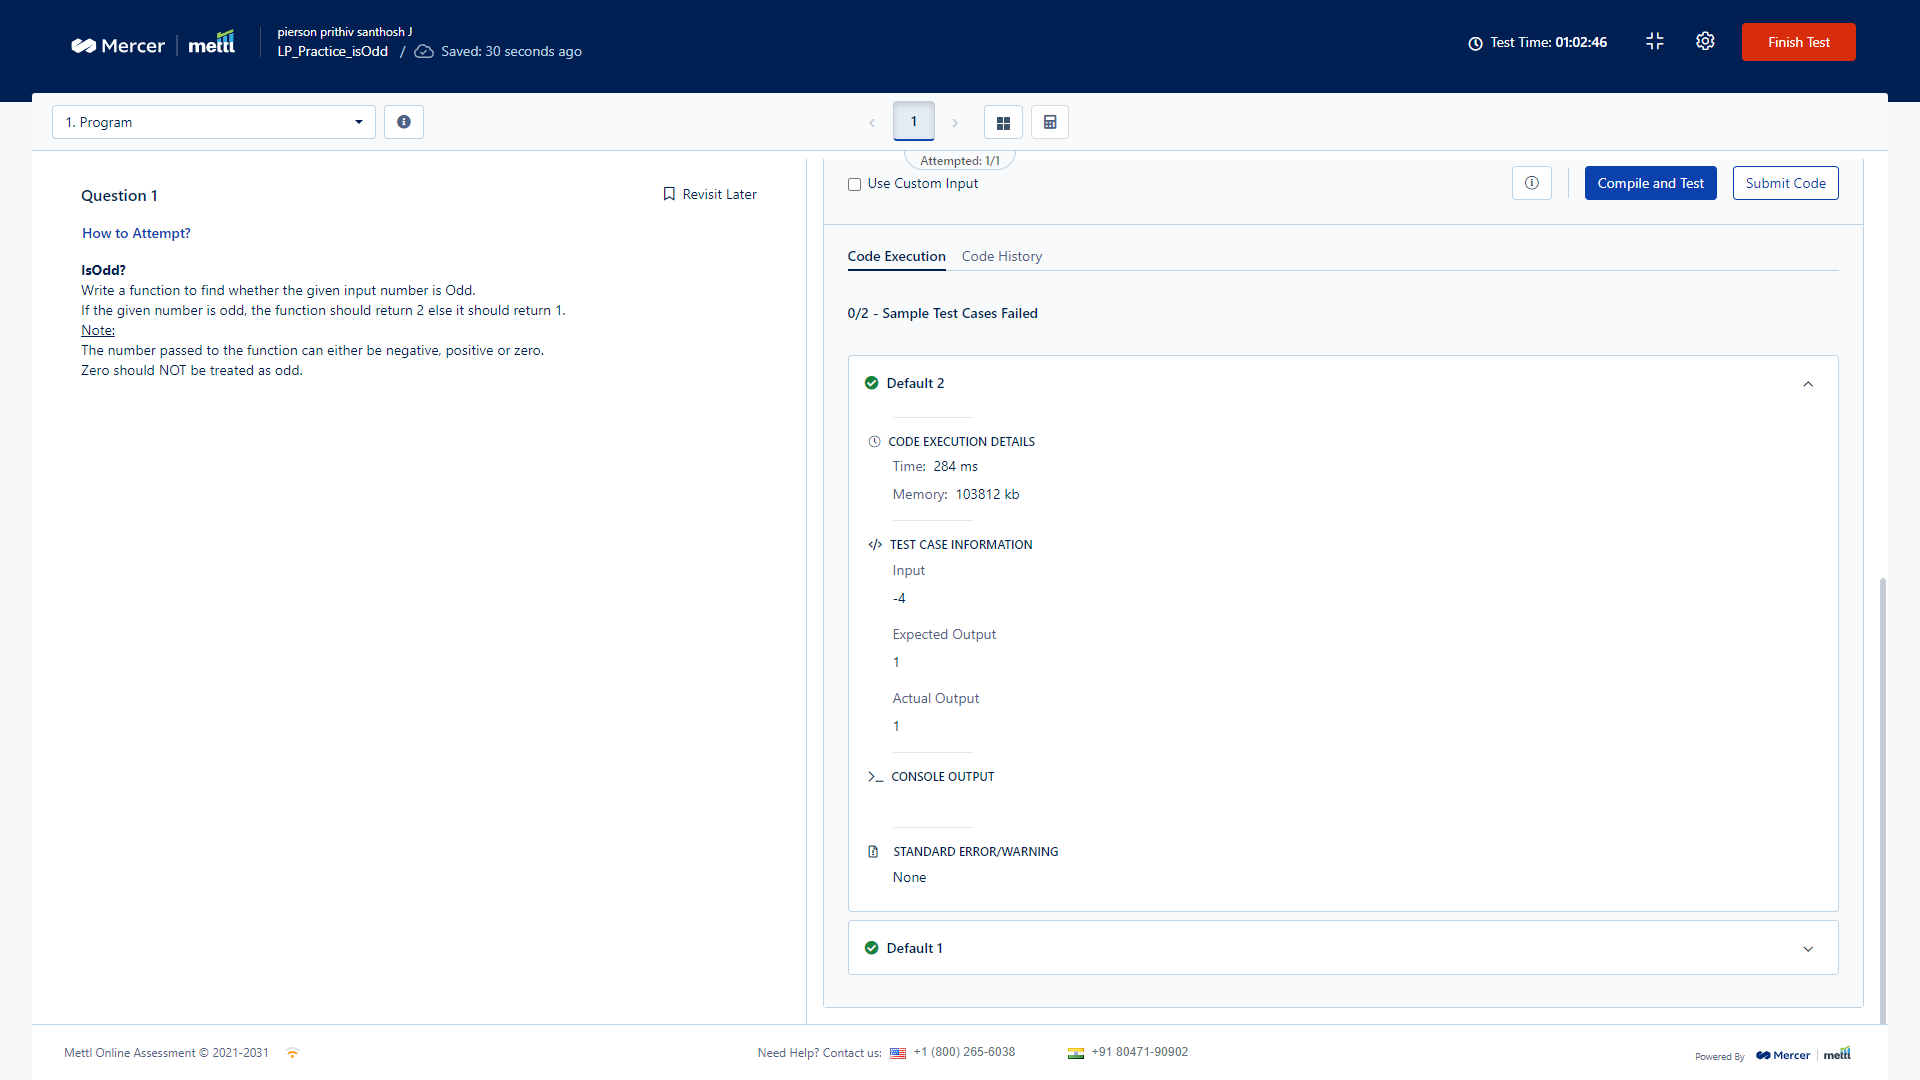 Mercer | mettl
pierson prithiv santhosh J
LP_Practice_isOdd / Saved: 30 seconds ago
Test Time: 01:02:46
Finish Test
1. Program
1
Attempted: 1/1
Question 1
Revisit Later
How to Attempt?
IsOdd?
Write a function to find whether the given input number is Odd.
If the given number is odd, the function should return 2 else it should return 1.
Note:
The number passed to the function can either be negative, positive or zero.
Zero should NOT be treated as odd.
Use Custom Input
Compile and Test
Submit Code
Code Execution
Code History
0/2 - Sample Test Cases Failed
Default 2
CODE EXECUTION DETAILS
Time: 284 ms
Memory: 103812 kb
TEST CASE INFORMATION
Input
-4
Expected Output
1
Actual Output
1
CONSOLE OUTPUT
STANDARD ERROR/WARNING
None
Default 1
Mettl Online Assessment © 2021-2031
Need Help? Contact us: +1 (800) 265-6038
+91 80471-90902
Powered By Mercer | mettl